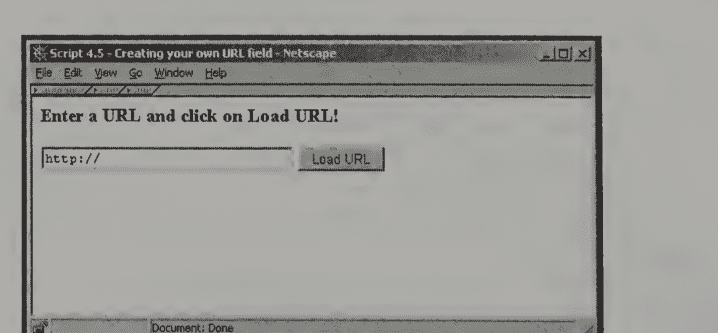 Script 4.5 - Creating your own URL field - Netscape
File Edit View Go Window Help
Enter a URL and click on Load URL!
http:// Load URL
Document: Done